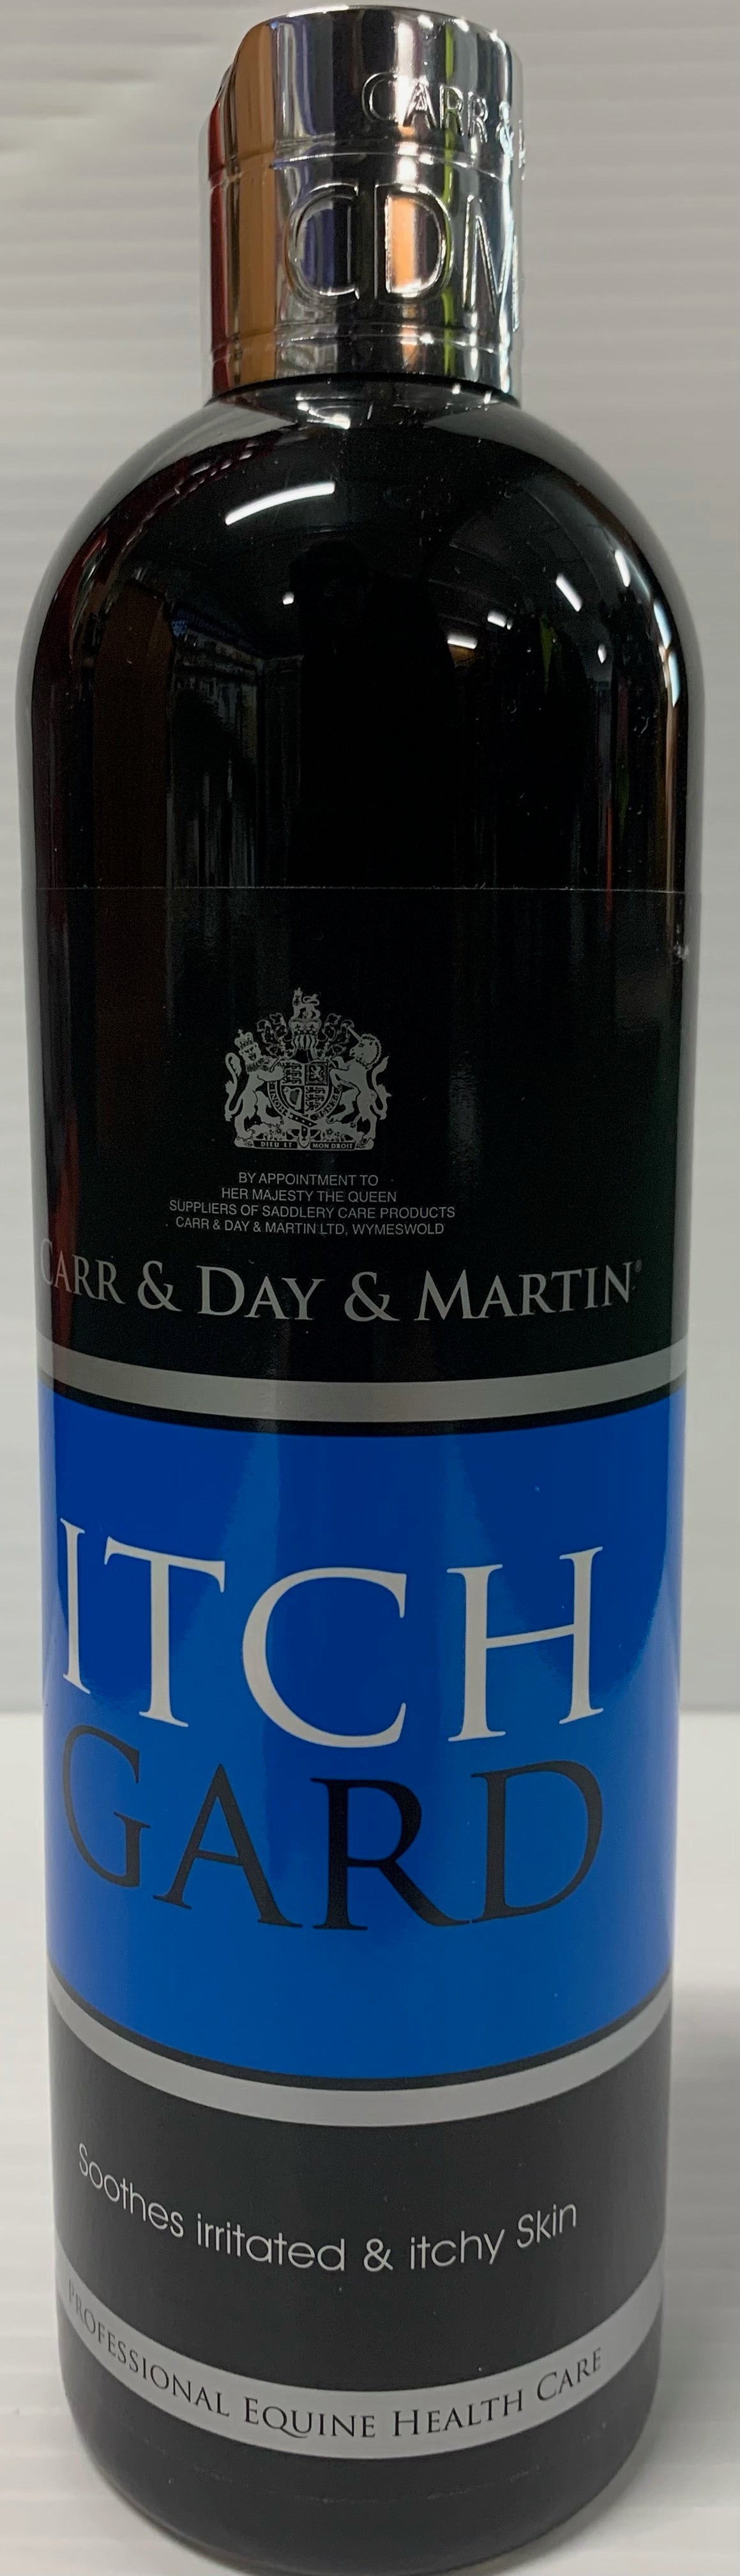 CARR &
CDM
DIEU ET MON DROIT
BY APPOINTMENT TO
HER MAJESTY THE QUEEN
SUPPLIERS OF SADDLERY CARE PRODUCTS
CARR & DAY & MARTIN LTD, WYMESWOLD
CARR & DAY & MARTIN®
ITCH
GARD
Soothes irritated & itchy Skin
PROFESSIONAL EQUINE HEALTH CARE